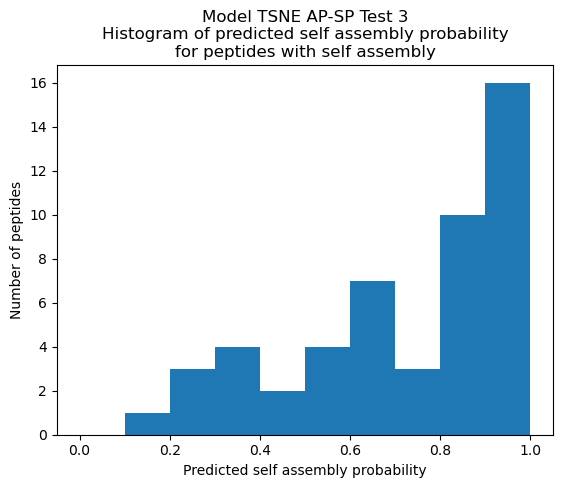 Model TSNE AP-SP Test 3
Histogram of predicted self assembly probability
for peptides with self assembly
16
14
12
10
8
6
4
2
0
Number of peptides
0.0 0.2 0.4 0.6 0.8 1.0
Predicted self assembly probability